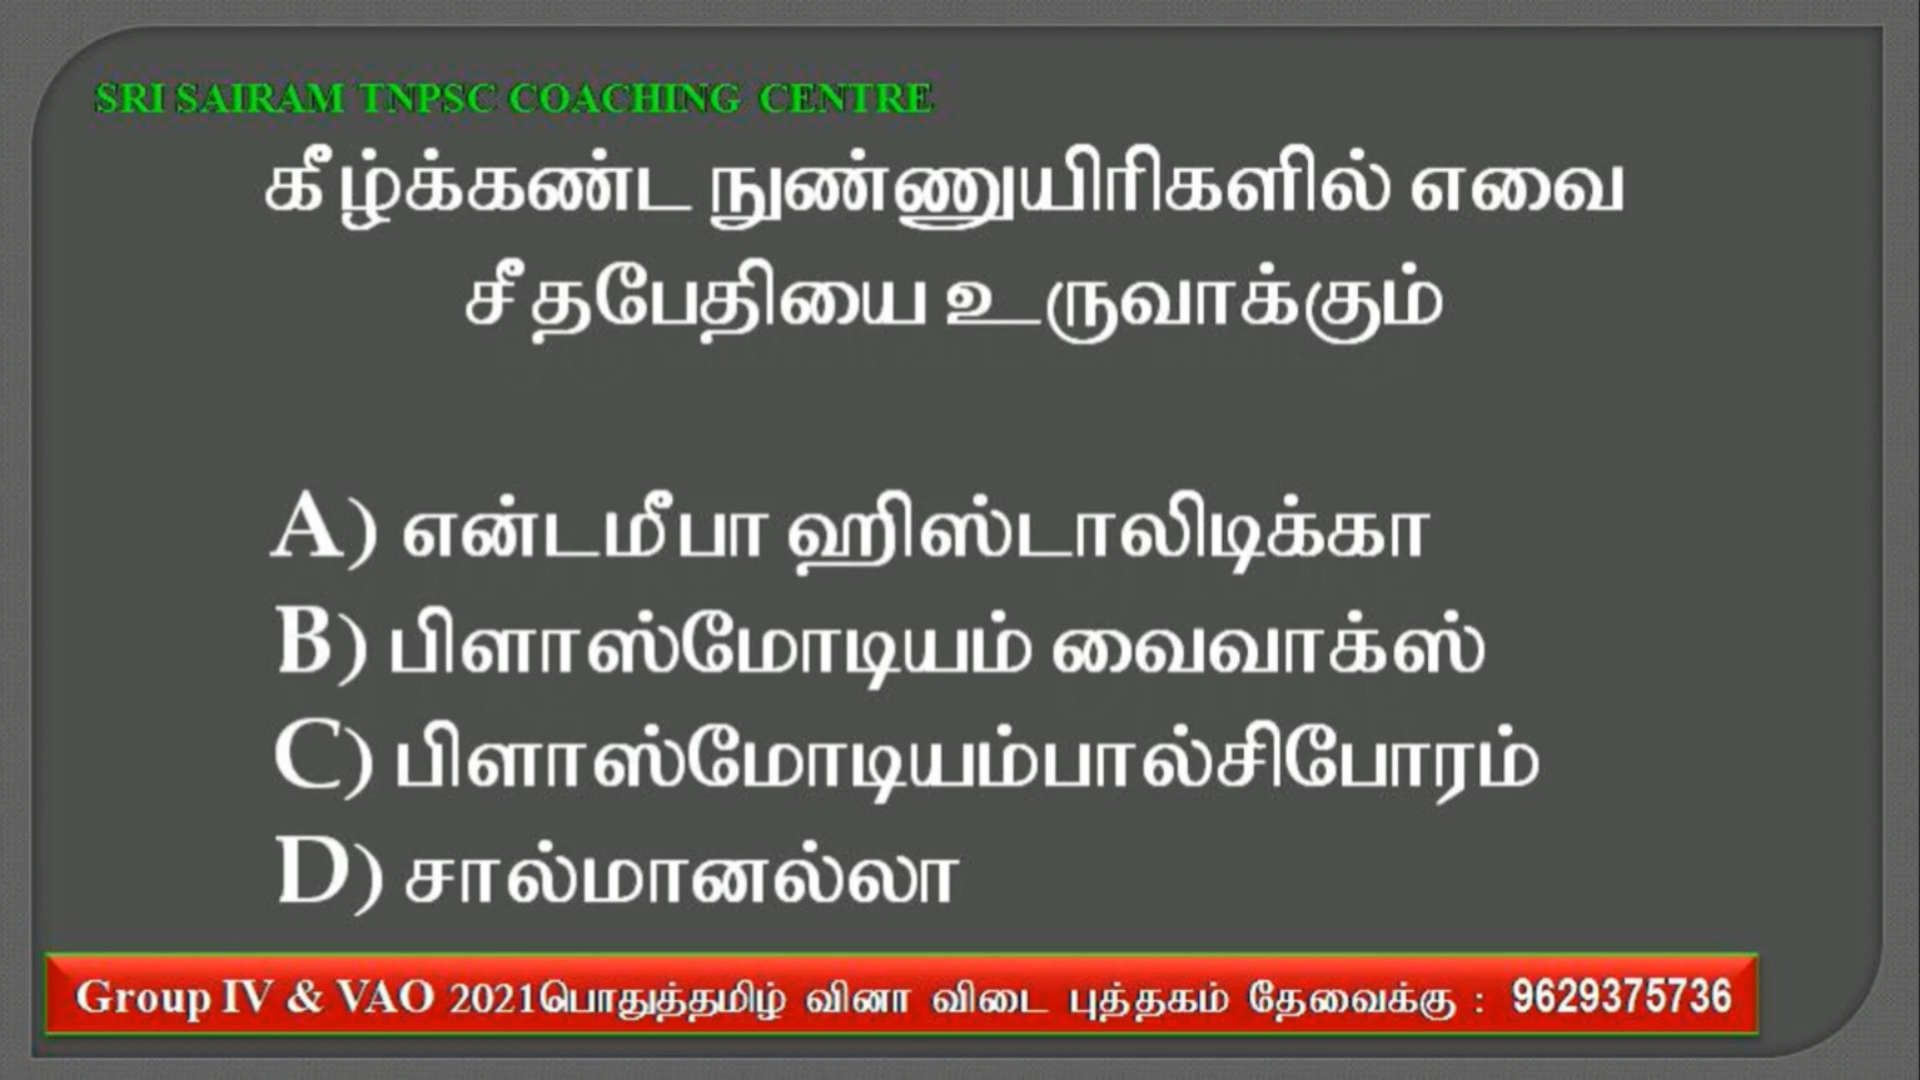 SRI SAIRAM TNPSC COACHING CENTRE
கீழ்க்கண்ட நுண்ணுயிரிகளில் எவை
சீதபேதியை உருவாக்கும்
A) என்டமீபா ஹிஸ்டாலிடிக்கா
B) பிளாஸ்மோடியம் வைவாக்ஸ்
C) பிளாஸ்மோடியம்பால்சிபோரம்
D) சால்மானல்லா
Group IV & VAO 2021பொதுத்தமிழ் வினா விடை புத்தகம் தேவைக்கு : 9629375736